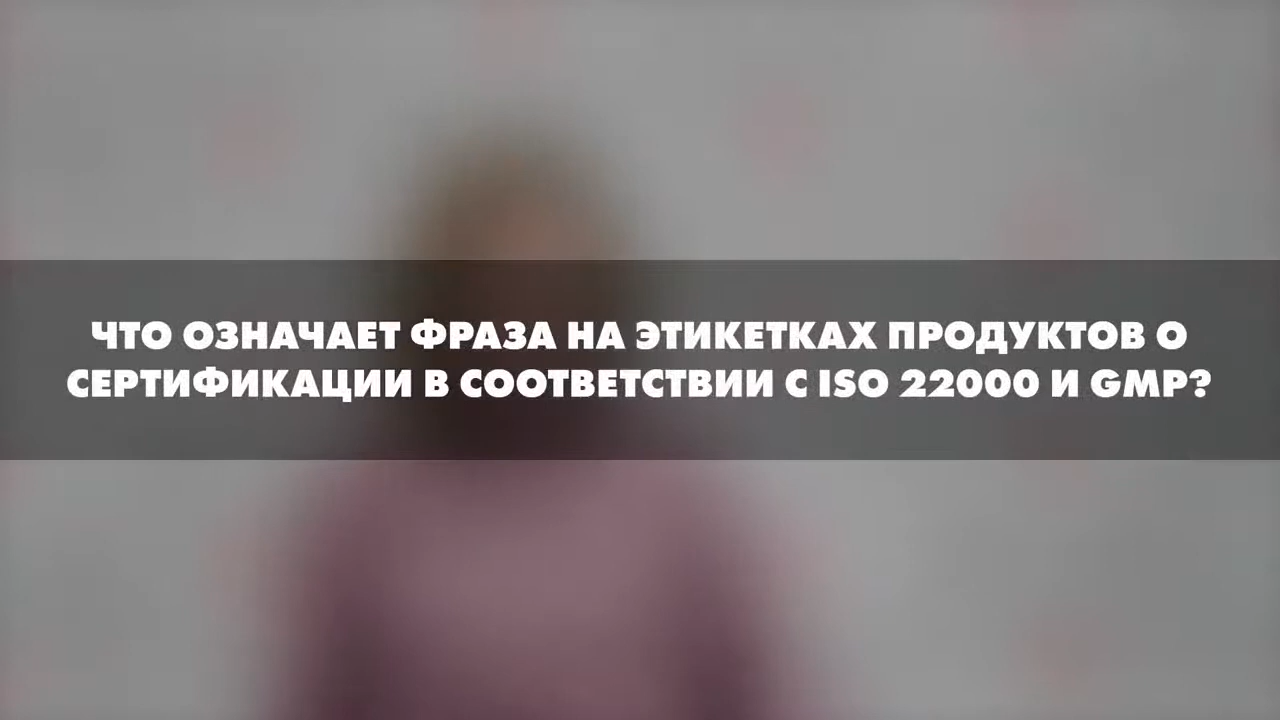 ЧТО ОЗНАЧАЕТ ФРАЗА НА ЭТИКЕТКАХ ПРОДУКТОВ О
СЕРТИФИКАЦИИ В СООТВЕТСТВИИ С ISO 22000 И GMP?